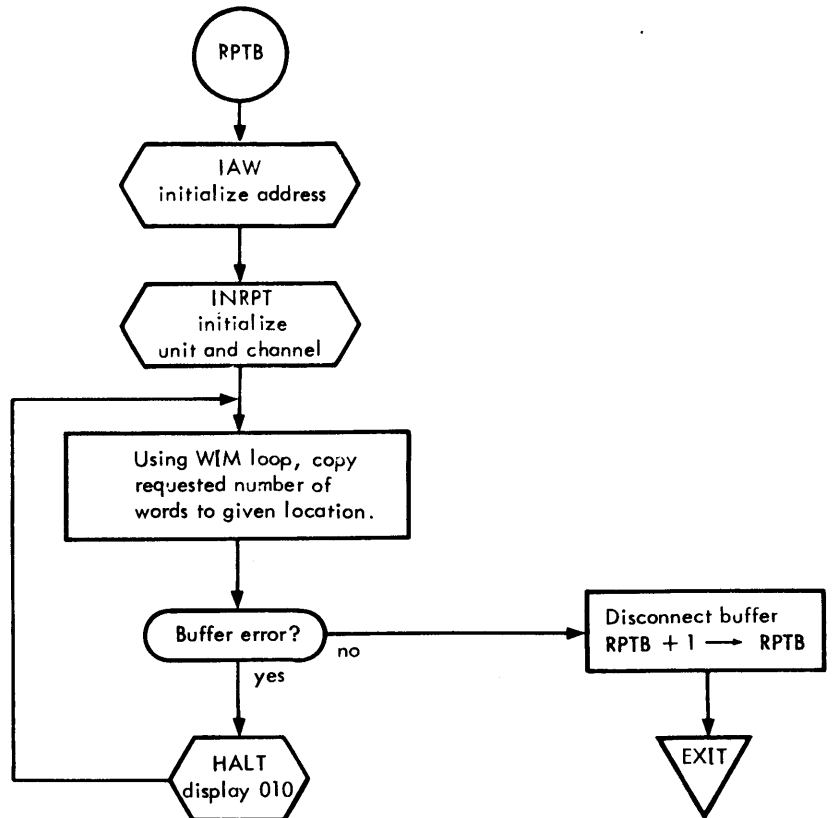 RPTB
IAW
initialize address
INRPT
initialize
unit and channel
Using WIM loop, copy
requested number of
words to given location.
Buffer error?
no
yes
Disconnect buffer
RPTB + 1 → RPTB
HALT
display 010
EXIT